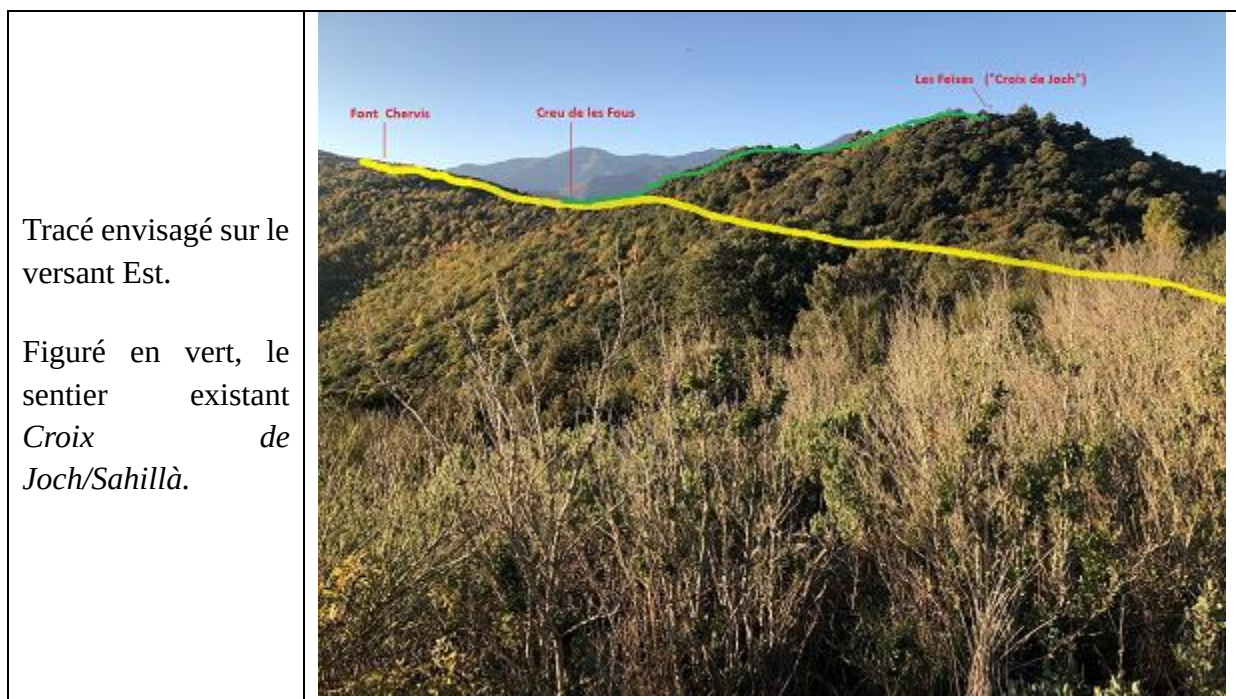 Tracé envisagé sur le
versant Est.
Figuré en vert, le
sentier existant
Croix de
Joch/Sahillà.
Font Chervis
Creu de les Fous
Les Feises ("Croix de Joch")